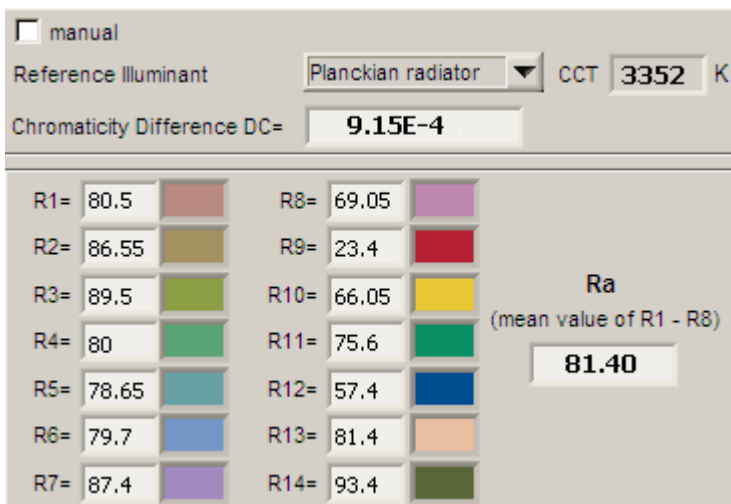 manual
Reference Illuminant Planckian radiator CCT 3352 K
Chromaticity Difference DC= 9.15E-4
R1= 80.5 R8= 69.05
R2= 86.55 R9= 23.4
R3= 89.5 R10= 66.05
Ra
(mean value of R1 - R8)
R4= 80 R11= 75.6
81.40
R5= 78.65 R12= 57.4
R6= 79.7 R13= 81.4
R7= 87.4 R14= 93.4